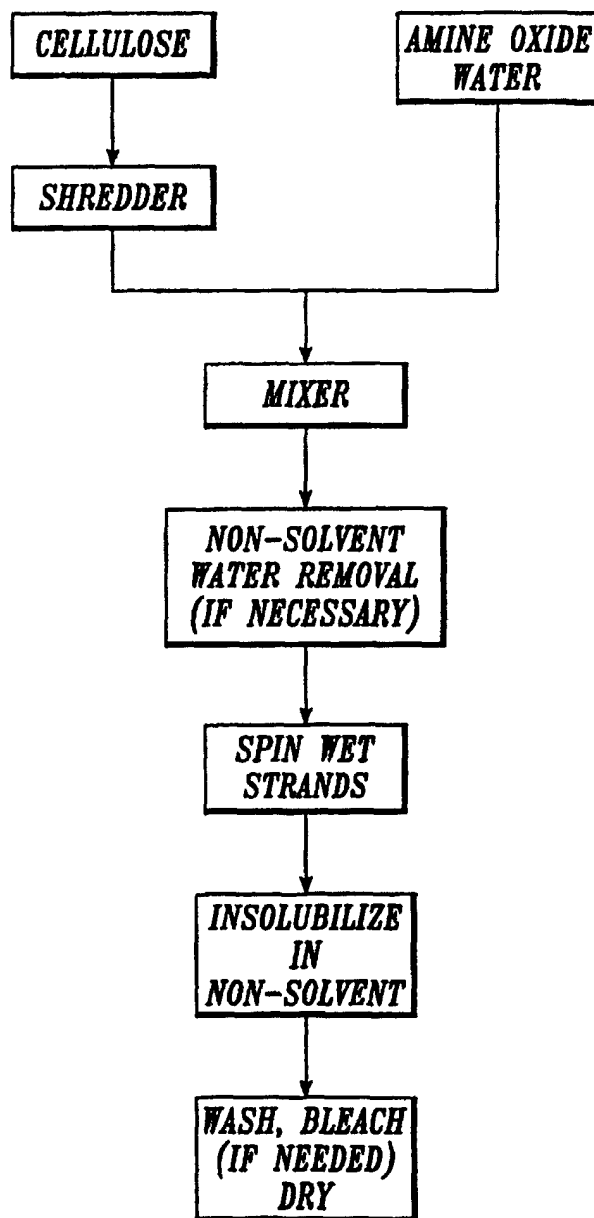 CELLULOSE
AMINE OXIDE
WATER
SHREDDER
MIXER
NON-SOLVENT
WATER REMOVAL
(IF NECESSARY)
SPIN WET
STRANDS
INSOLUBILIZE
IN
NON-SOLVENT
WASH, BLEACH
(IF NEEDED)
DRY